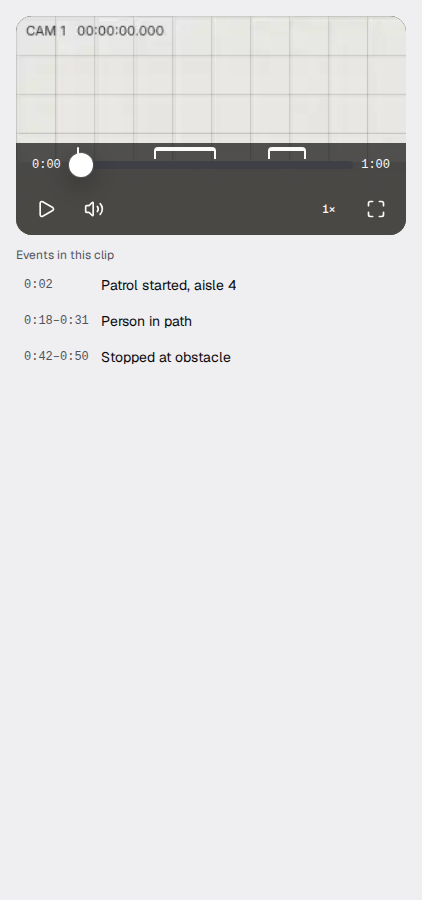 CAM 1 00:00:00.000
0:00 1:00
1×
Events in this clip
0:02 Patrol started, aisle 4
0:18–0:31 Person in path
0:42–0:50 Stopped at obstacle